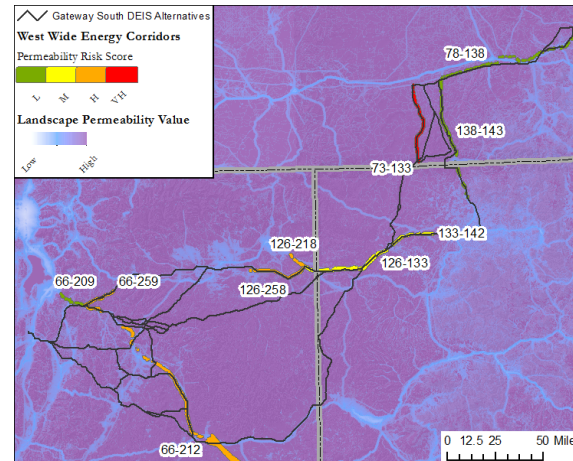 Gateway South DEIS Alternatives
West Wide Energy Corridors
Permeability Risk Score
L M H VH
Landscape Permeability Value
Low High
78-138
138-143
73-133
133-142
126-218
126-133
66-209 66-259
126-258
66-212
0 12.5 25 50 Mile